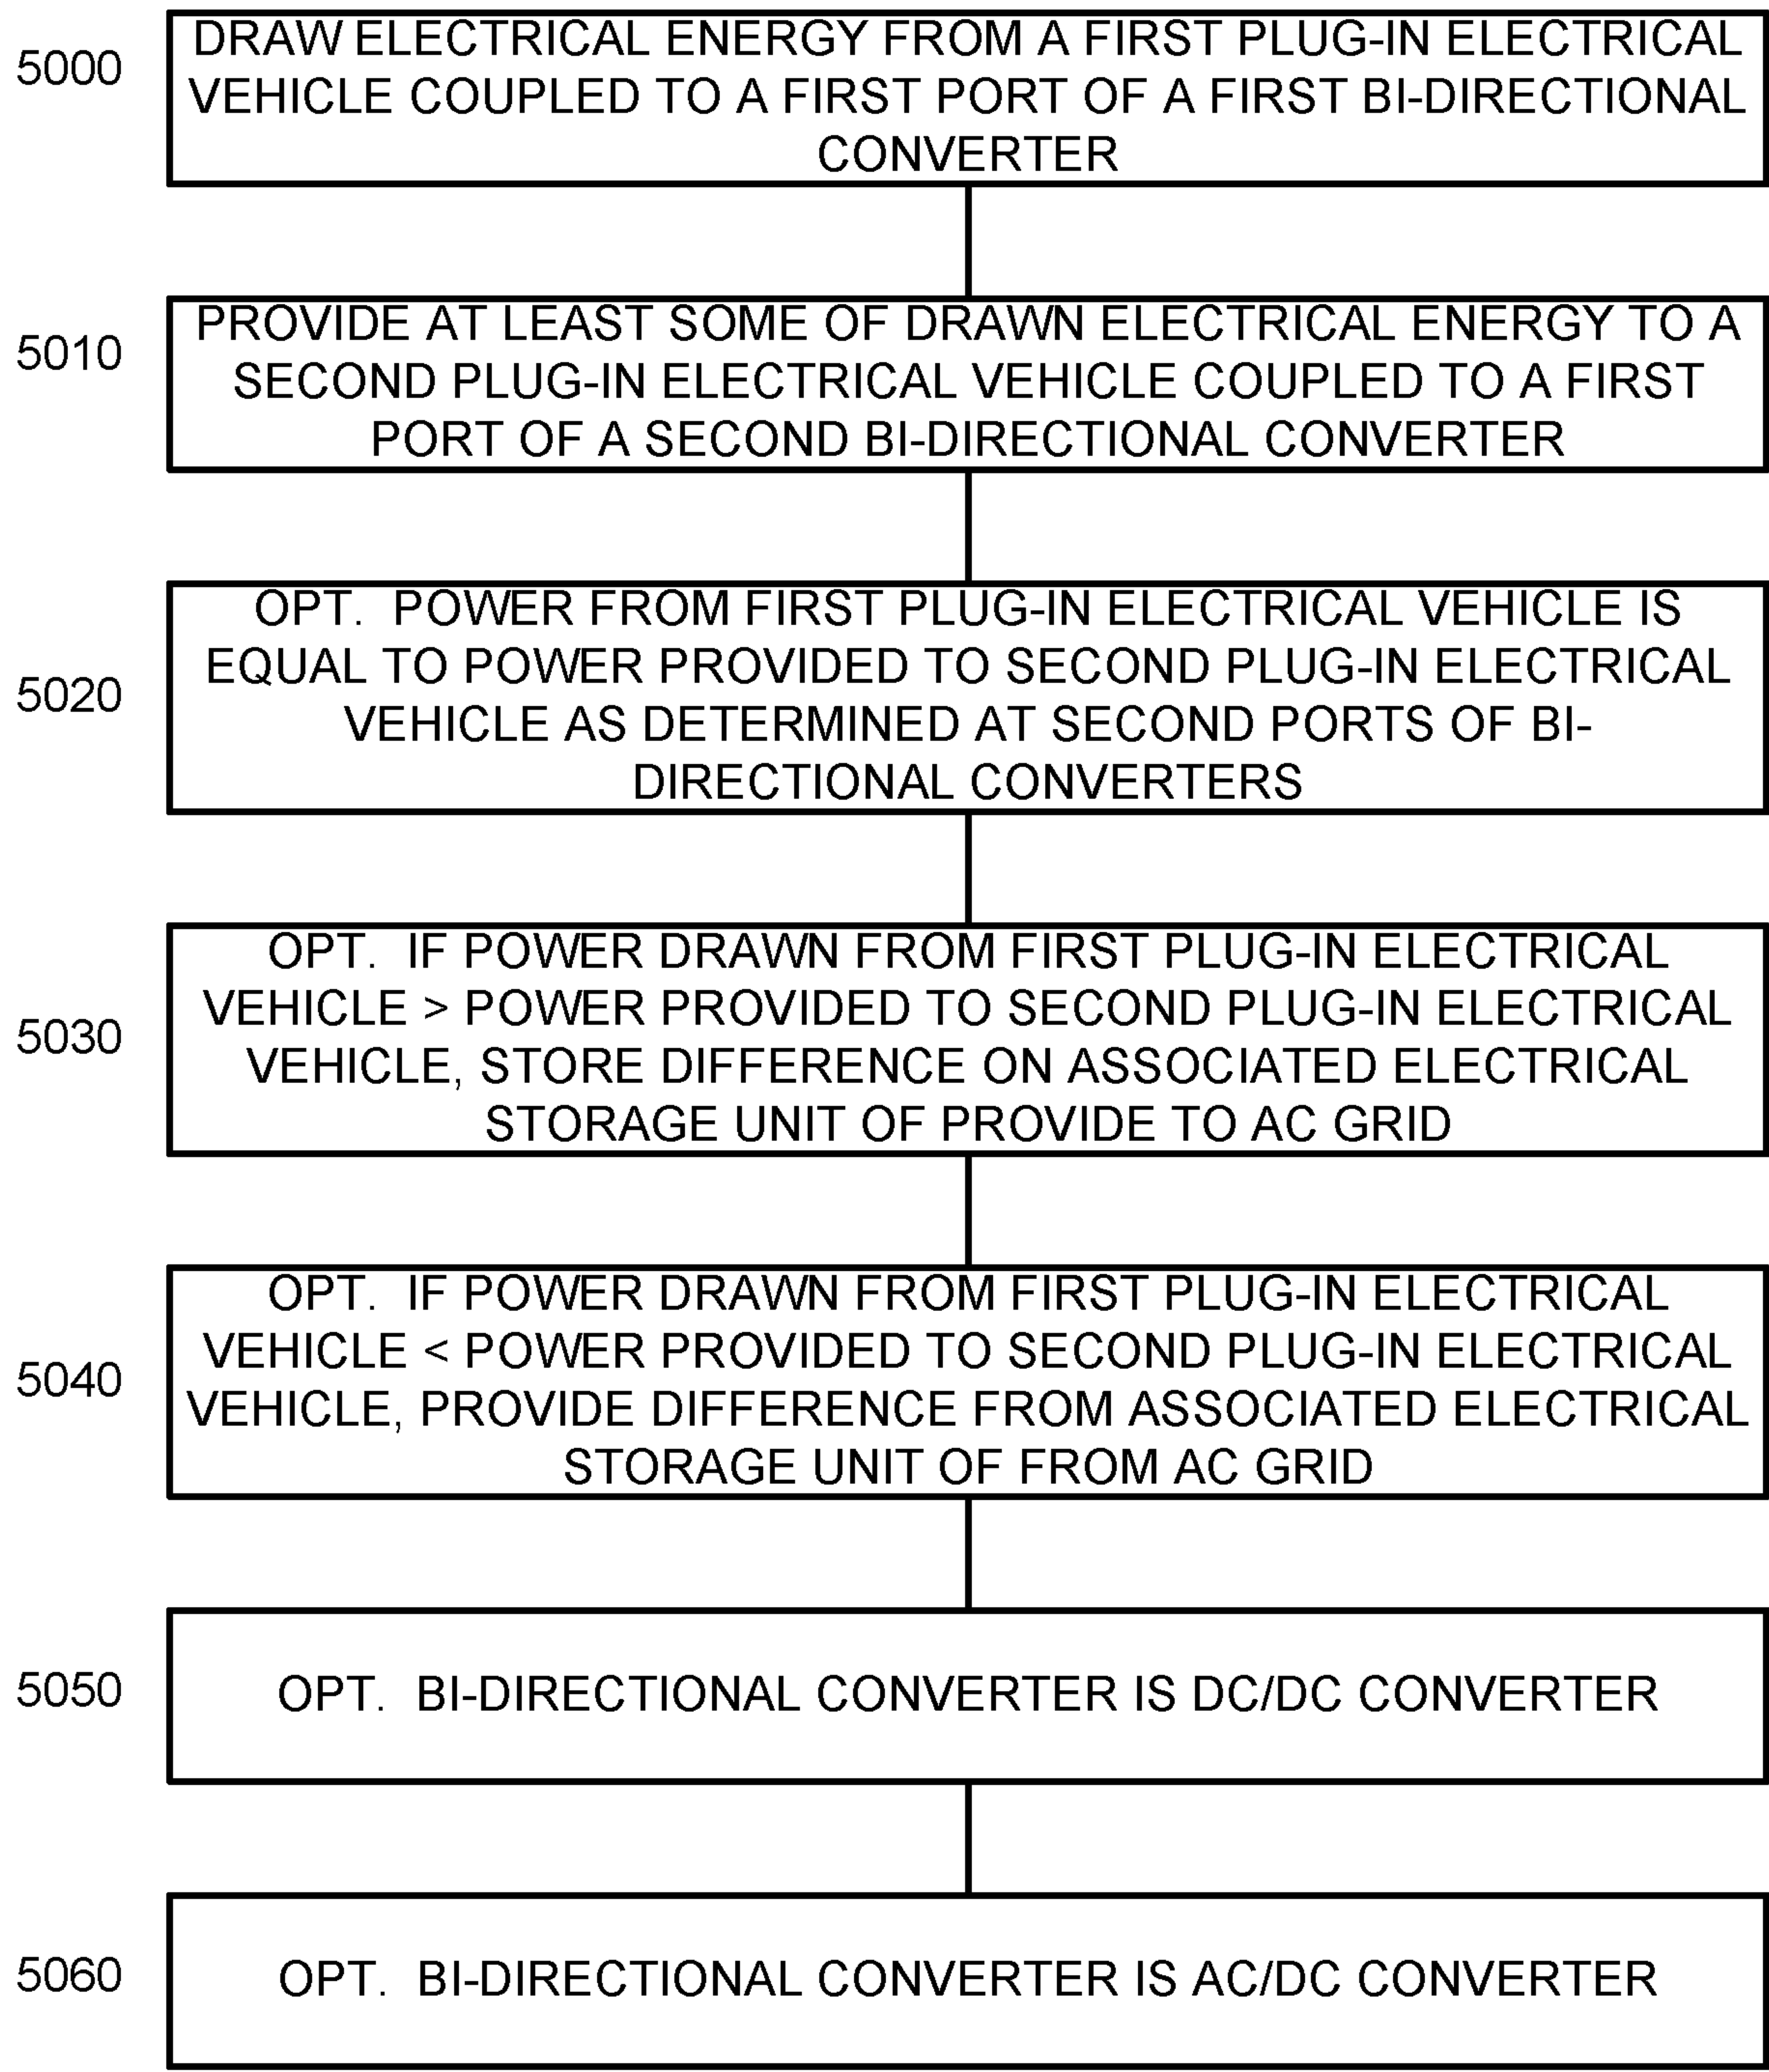 5000
DRAW ELECTRICAL ENERGY FROM A FIRST PLUG-IN ELECTRICAL
VEHICLE COUPLED TO A FIRST PORT OF A FIRST BI-DIRECTIONAL
CONVERTER
5010
PROVIDE AT LEAST SOME OF DRAWN ELECTRICAL ENERGY TO A
SECOND PLUG-IN ELECTRICAL VEHICLE COUPLED TO A FIRST
PORT OF A SECOND BI-DIRECTIONAL CONVERTER
5020
OPT. POWER FROM FIRST PLUG-IN ELECTRICAL VEHICLE IS
EQUAL TO POWER PROVIDED TO SECOND PLUG-IN ELECTRICAL
VEHICLE AS DETERMINED AT SECOND PORTS OF BI-
DIRECTIONAL CONVERTERS
5030
OPT. IF POWER DRAWN FROM FIRST PLUG-IN ELECTRICAL
VEHICLE > POWER PROVIDED TO SECOND PLUG-IN ELECTRICAL
VEHICLE, STORE DIFFERENCE ON ASSOCIATED ELECTRICAL
STORAGE UNIT OF PROVIDE TO AC GRID
5040
OPT. IF POWER DRAWN FROM FIRST PLUG-IN ELECTRICAL
VEHICLE < POWER PROVIDED TO SECOND PLUG-IN ELECTRICAL
VEHICLE, PROVIDE DIFFERENCE FROM ASSOCIATED ELECTRICAL
STORAGE UNIT OF FROM AC GRID
5050
OPT. BI-DIRECTIONAL CONVERTER IS DC/DC CONVERTER
5060
OPT. BI-DIRECTIONAL CONVERTER IS AC/DC CONVERTER